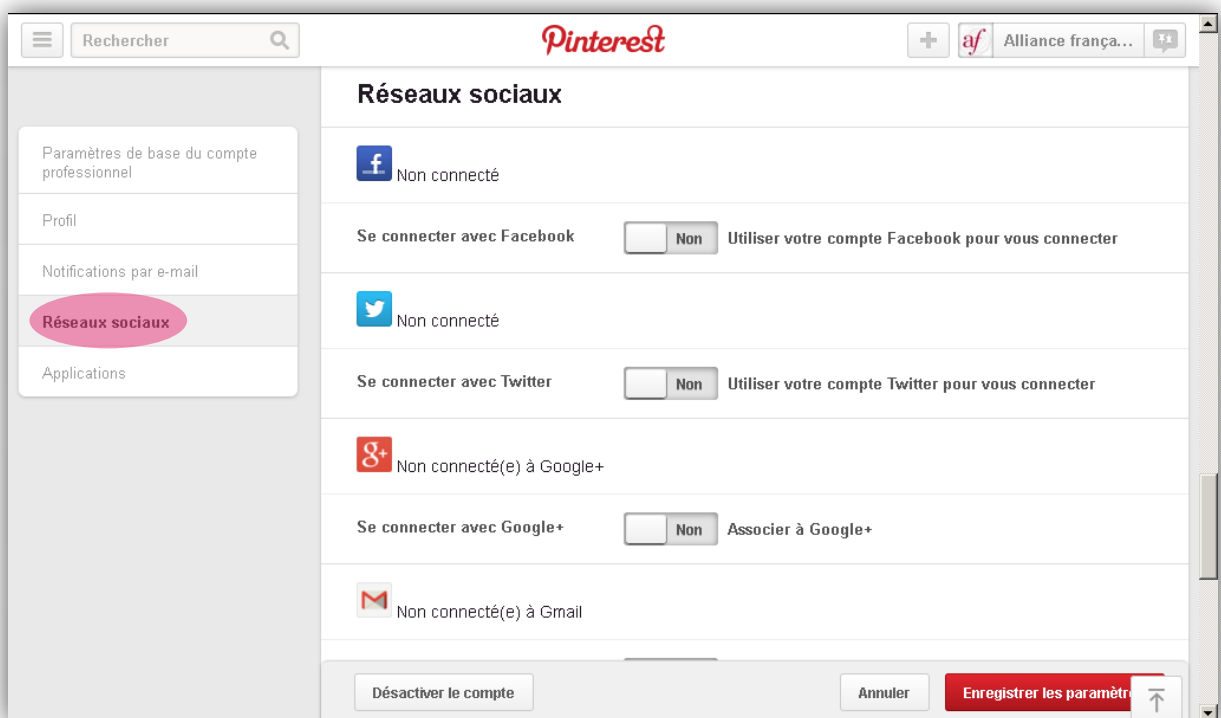 Rechercher
Pinterest
af
Alliance frança...
Réseaux sociaux
Paramètres de base du compte
professionnel
Profil
Notifications par e-mail
Réseaux sociaux
Applications
f
Non connecté
Se connecter avec Facebook Non Utiliser votre compte Facebook pour vous connecter
Non connecté
Se connecter avec Twitter Non Utiliser votre compte Twitter pour vous connecter
g+
Non connecté(e) à Google+
Se connecter avec Google+ Non Associer à Google+
Non connecté(e) à Gmail
Désactiver le compte
Annuler
Enregistrer les paramètr